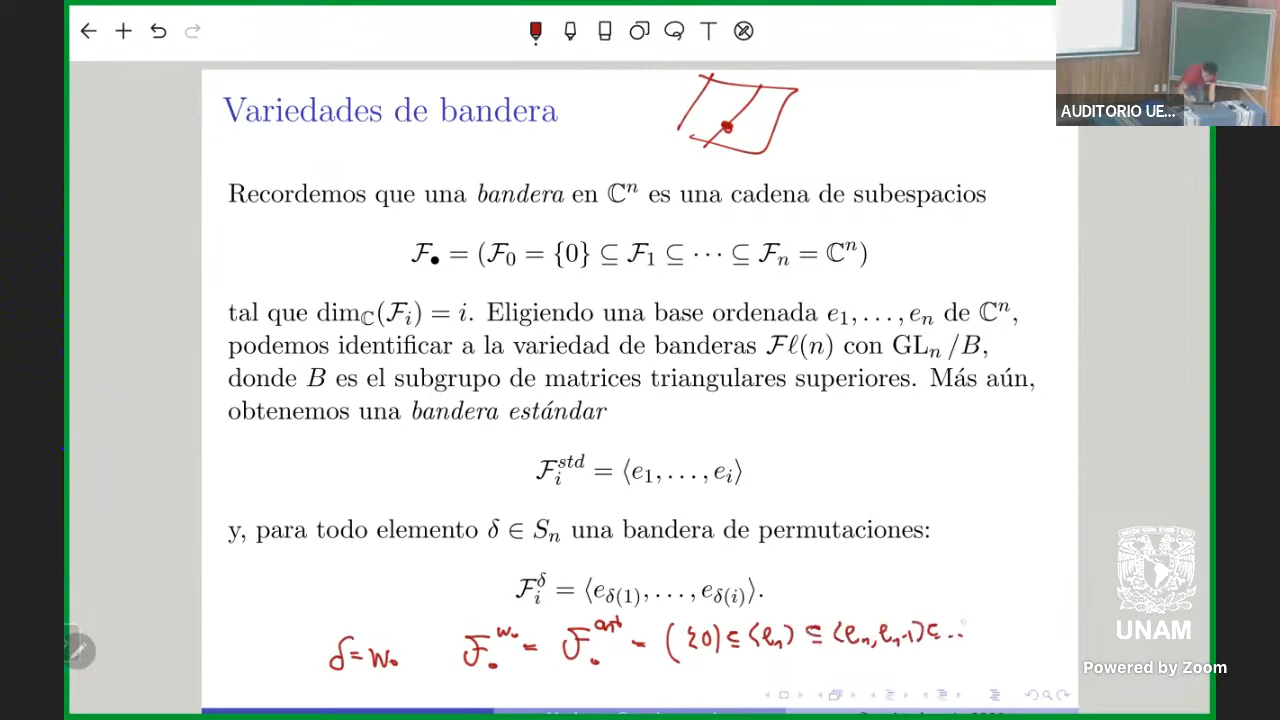 AUDITORIO UE...
Variedades de bandera
Recordemos que una bandera en ℂⁿ es una cadena de subespacios
𝓕• = (𝓕₀ = {0} ⊆ 𝓕₁ ⊆ ⋯ ⊆ 𝓕ₙ = ℂⁿ)
tal que dim_ℂ(𝓕ᵢ) = i. Eligiendo una base ordenada e₁, …, eₙ de ℂⁿ,
podemos identificar a la variedad de banderas 𝓕ℓ(n) con GLₙ /B,
donde B es el subgrupo de matrices triangulares superiores. Más aún,
obtenemos una bandera estándar
𝓕ᵢ^{std} = ⟨e₁, …, eᵢ⟩
y, para todo elemento δ ∈ Sₙ una bandera de permutaciones:
𝓕ᵢ^δ = ⟨e_{δ(1)}, …, e_{δ(i)}⟩.
δ = w₀ 𝓕•^{w₀} = 𝓕•^{ant} = ({0} ⊆ ⟨eₙ⟩ ⊆ ⟨eₙ, eₙ₋₁⟩ ⊆ ..
UNAM
Powered by Zoom